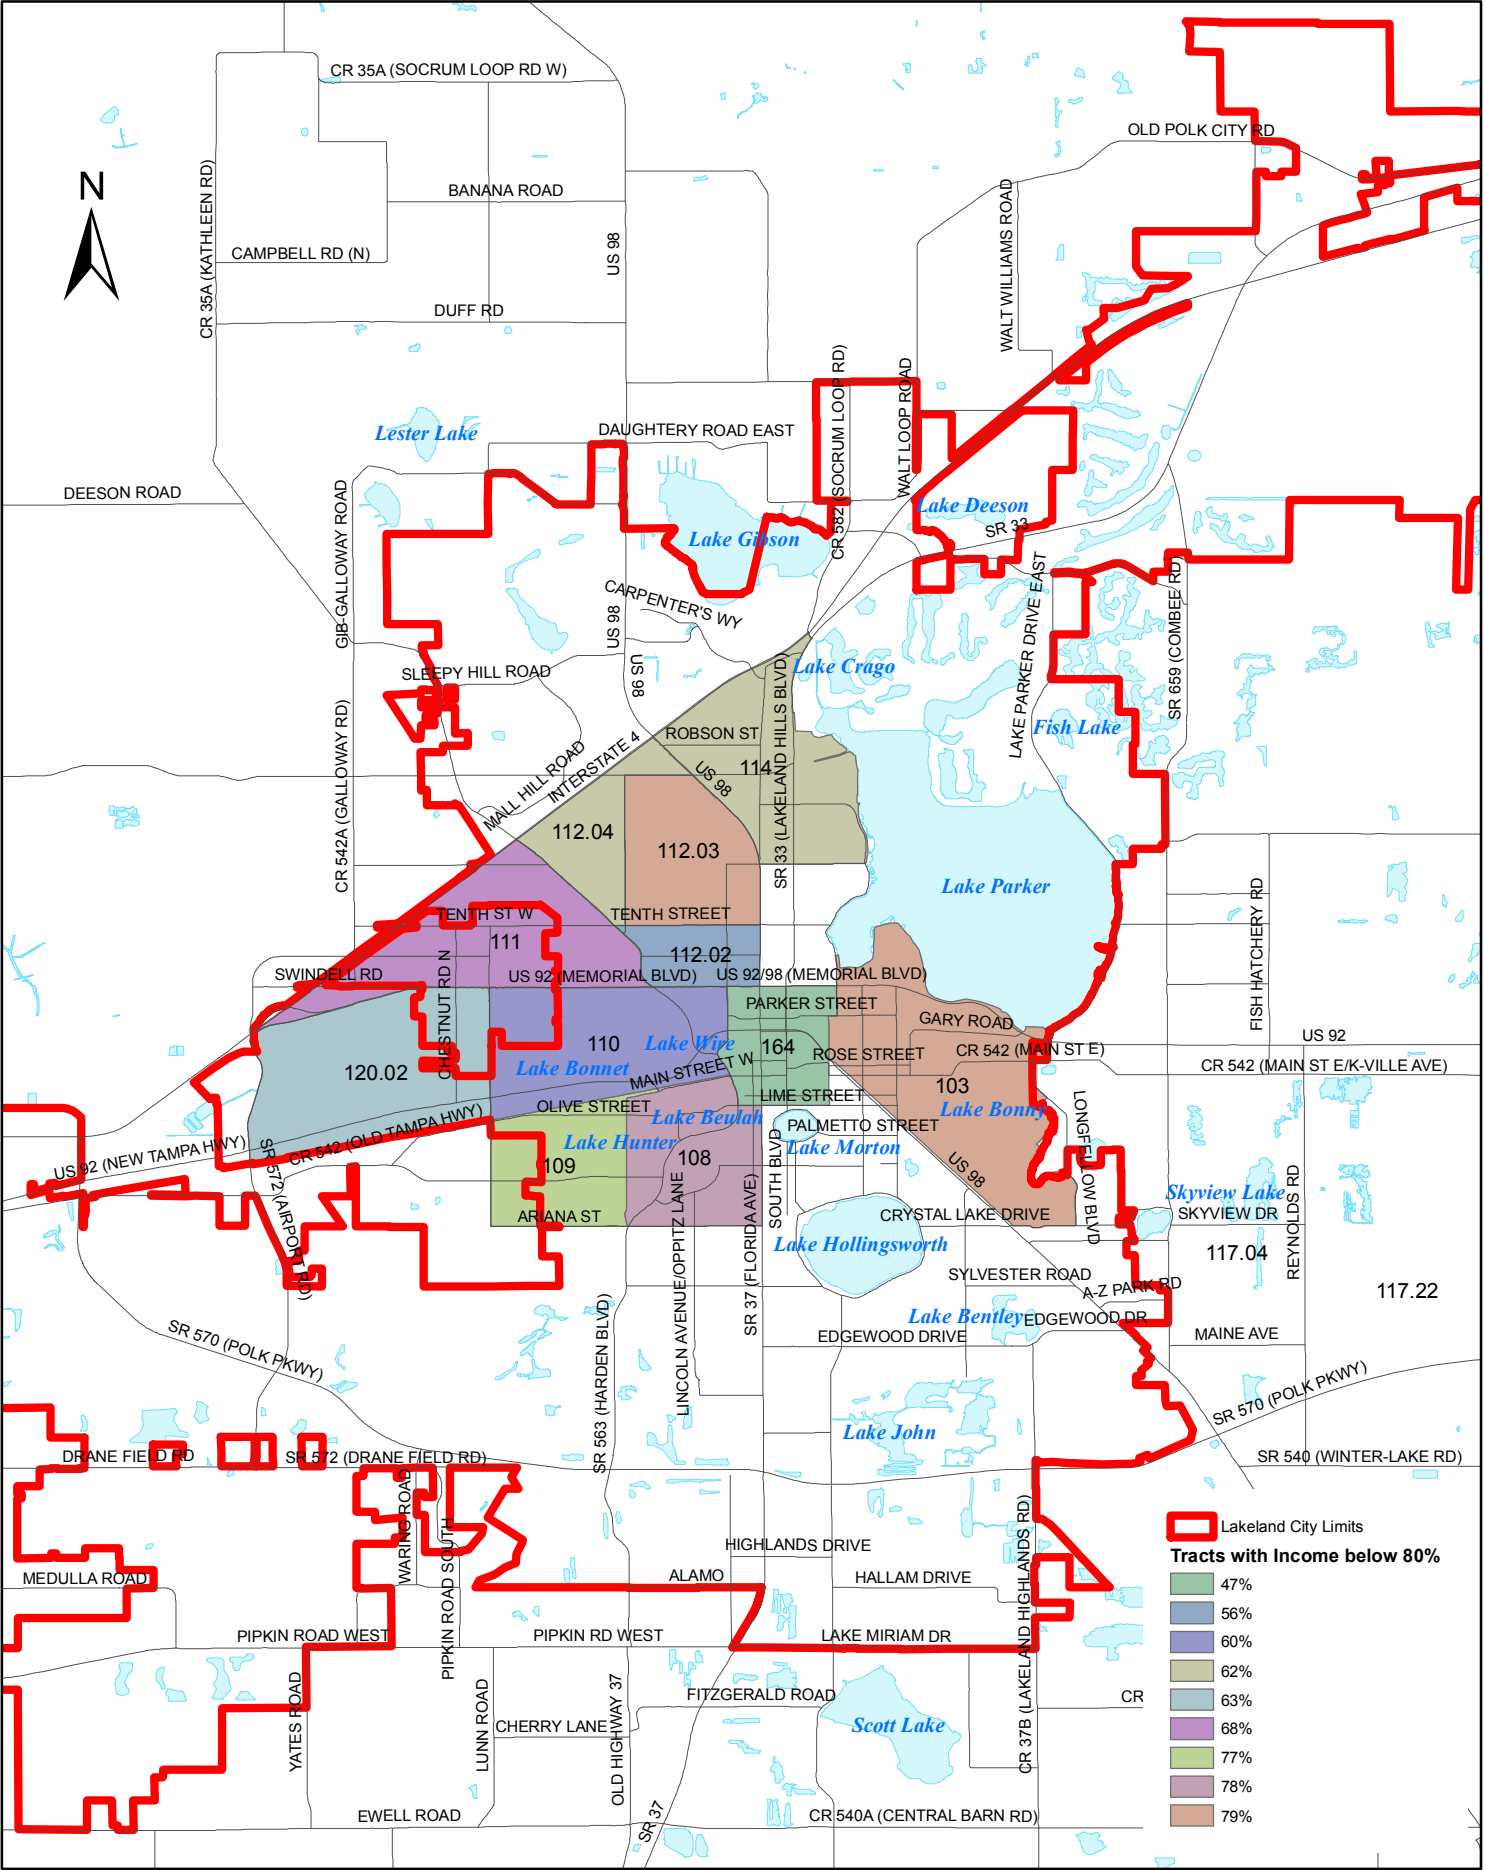 CR 35A (SOCRUM LOOP RD W)
OLD POLK CITY RD
N
CR 35A (KATHLEEN RD)
BANANA ROAD
WALT WILLIAMS ROAD
US 98
CAMPBELL RD (N)
DUFF RD
CR 582 (SOCRUM LOOP RD)
WALT LOOP ROAD
Lester Lake
DAUGHTERY ROAD EAST
DEESON ROAD
GIB-GALLOWAY ROAD
Lake Deeson
SR 33
Lake Gibson
LAKE PARKER DRIVE EAST
SR 659 (COMBEE RD)
CARPENTER'S WY
US 98
US 98
SLEEPY HILL ROAD
Lake Crago
Fish Lake
CR 542A (GALLOWAY RD)
ROBSON ST
SR 33 (LAKELAND HILLS BLVD)
MALL HILL ROAD
INTERSTATE 4
US 98
114
112.04
112.03
Lake Parker
FISH HATCHERY RD
TENTH ST W
TENTH STREET
111
112.02
SWINDELL RD
CHESTNUT RD N
US 92 (MEMORIAL BLVD)
US 92/98 (MEMORIAL BLVD)
PARKER STREET
GARY ROAD
US 92
110
Lake Wire
164
ROSE STREET
CR 542 (MAIN ST E)
CR 542 (MAIN ST E/K-VILLE AVE)
120.02
Lake Bonnet
MAIN STREET W
103
LIME STREET
OLIVE STREET
Lake Beulah
Lake Bonny
LONGFELLOW BLVD
PALMETTO STREET
Lake Hunter
Lake Morton
US 92 (NEW TAMPA HWY)
CR 542 (OLD TAMPA HWY)
SR 572 (AIRPORT RD)
109
108
SOUTH BLVD
US 98
Skyview Lake
SKYVIEW DR
REYNOLDS RD
ARIANA ST
LINCOLN AVENUE/OPPITZ LANE
SR 37 (FLORIDA AVE)
CRYSTAL LAKE DRIVE
Lake Hollingsworth
117.04
SYLVESTER ROAD
A-Z PARK RD
117.22
Lake Bentley
EDGEWOOD DR
EDGEWOOD DRIVE
MAINE AVE
SR 570 (POLK PKWY)
SR 563 (HARDEN BLVD)
SR 570 (POLK PKWY)
Lake John
DRANE FIELD RD
SR 572 (DRANE FIELD RD)
SR 540 (WINTER-LAKE RD)
WARING ROAD
PIPKIN ROAD SOUTH
CR 37B (LAKELAND HIGHLANDS RD)
HIGHLANDS DRIVE
MEDULLA ROAD
ALAMO
HALLAM DRIVE
PIPKIN ROAD WEST
PIPKIN RD WEST
LAKE MIRIAM DR
YATES ROAD
LUNN ROAD
OLD HIGHWAY 37
FITZGERALD ROAD
CR
CHERRY LANE
Scott Lake
EWELL ROAD
SR 37
CR 540A (CENTRAL BARN RD)
Lakeland City Limits
Tracts with Income below 80%
47%
56%
60%
62%
63%
68%
77%
78%
79%